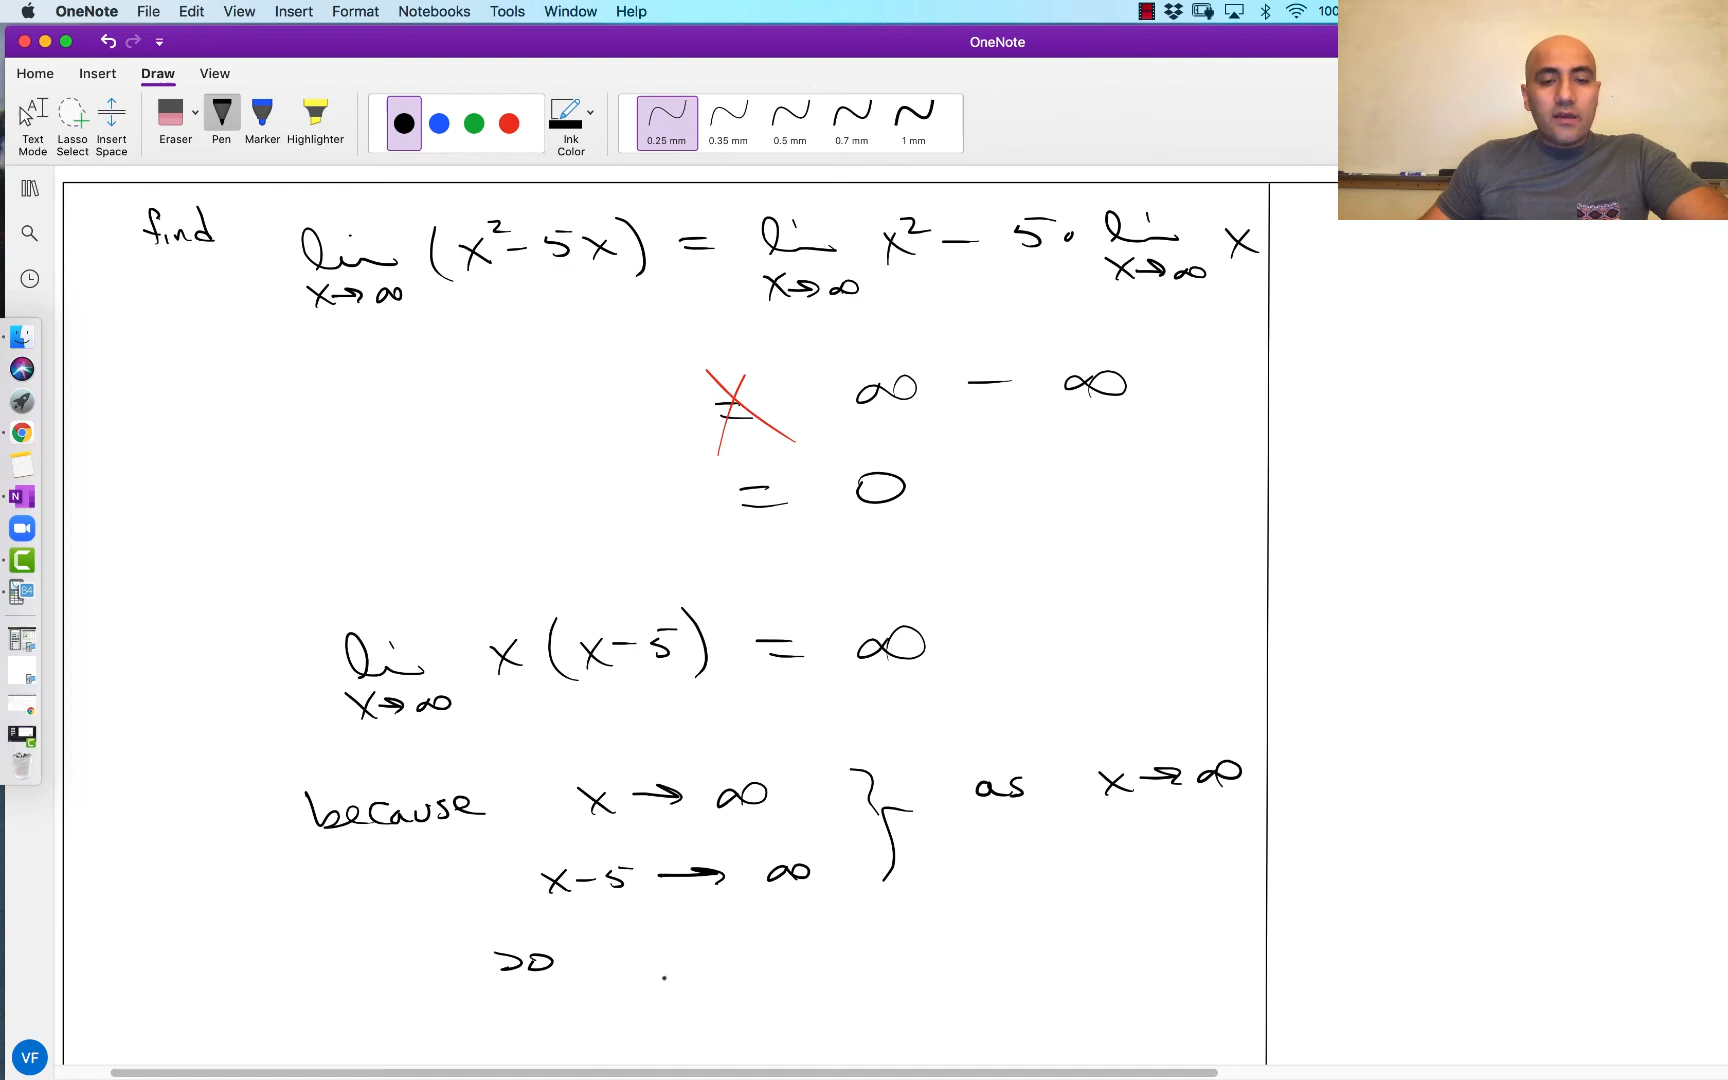 OneNote File Edit View Insert Format Notebooks Tools Window Help 100
OneNote
Home Insert Draw View
Text Mode Lasso Select Insert Space Eraser Pen Marker Highlighter Ink Color 0.25 mm 0.35 mm 0.5 mm 0.7 mm 1 mm
find lim x→∞ (x² - 5x) = lim x→∞ x² - 5 · lim x→∞ x
= ∞ - ∞
= 0
lim x→∞ x(x-5) = ∞
because x → ∞ } as x → ∞
x-5 → ∞
so
VF